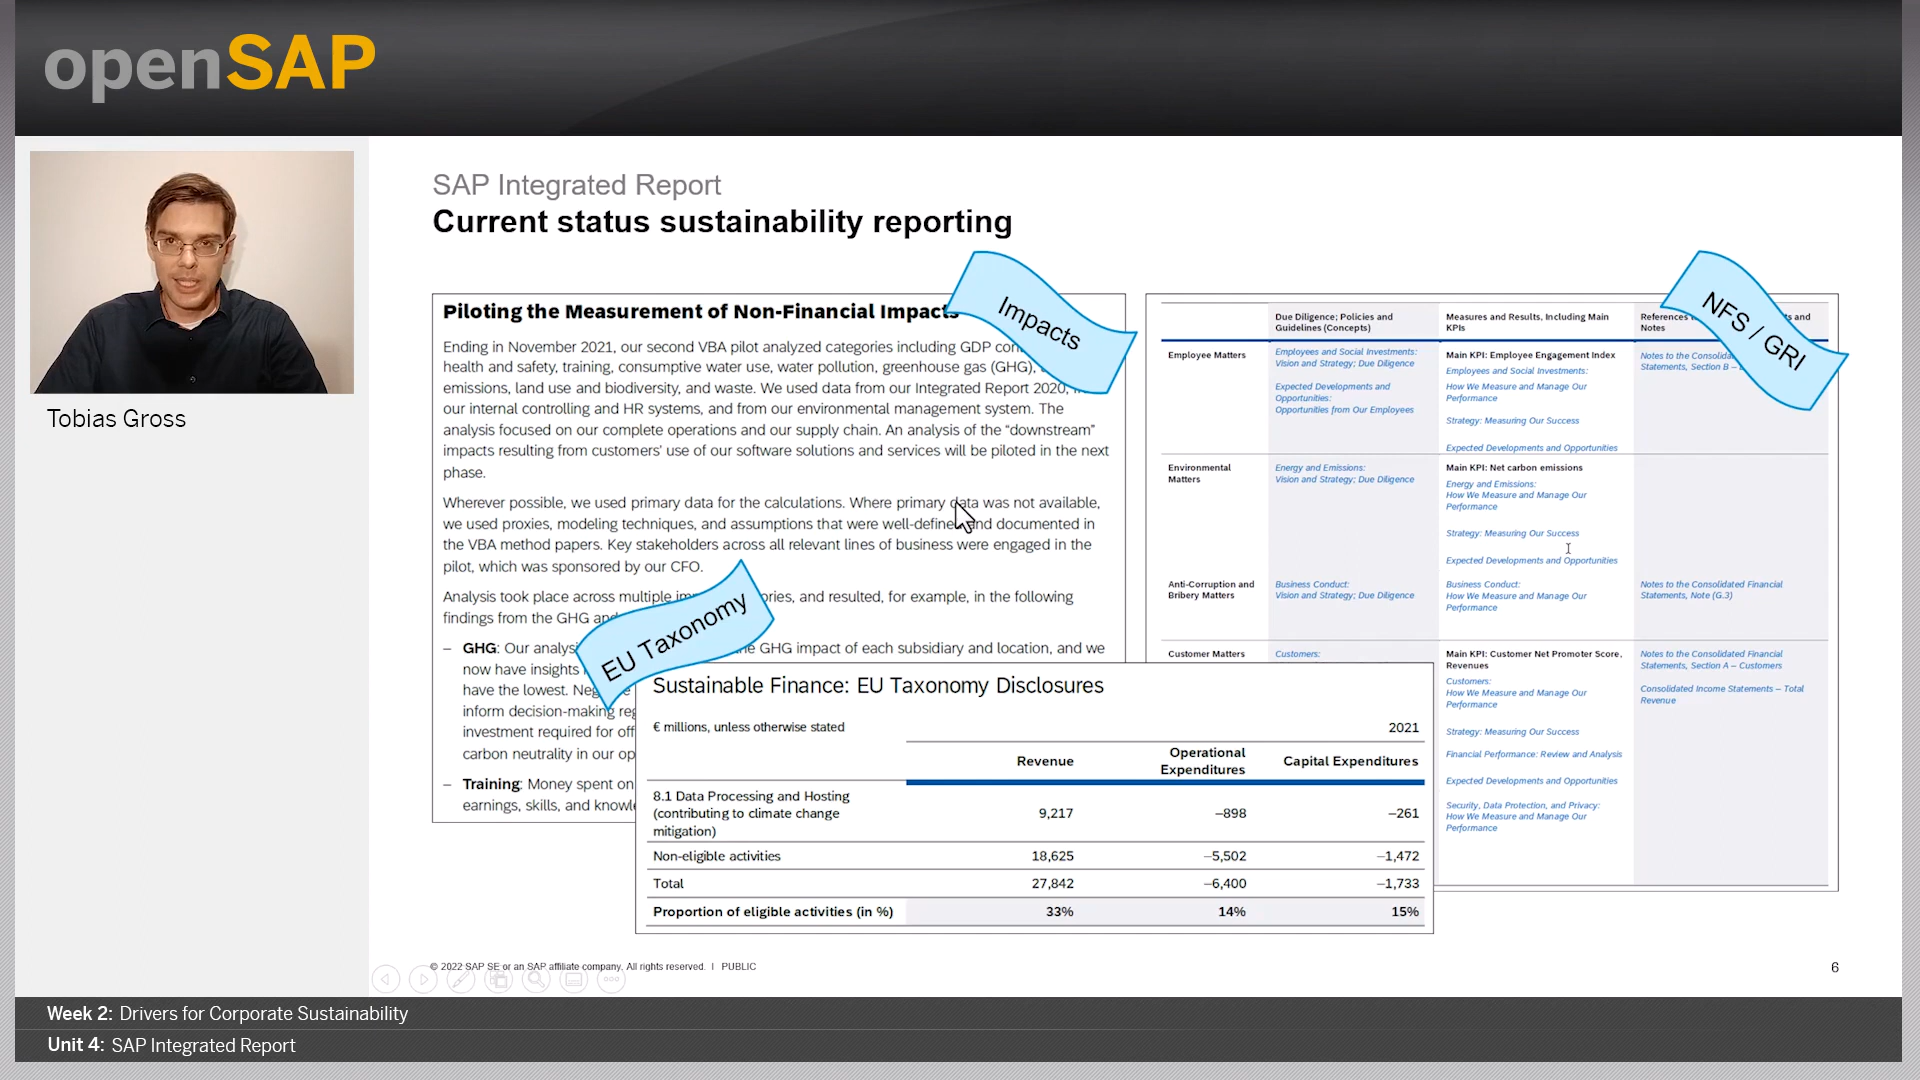 openSAP
Tobias Gross
SAP Integrated Report
Current status sustainability reporting
Impacts
NFS / GRI
EU Taxonomy
Piloting the Measurement of Non-Financial Impacts
Ending in November 2021, our second VBA pilot analyzed categories including GDP
health and safety, training, consumptive water use, water pollution, greenhouse gas (GHG),
emissions, land use and biodiversity, and waste. We used data from our Integrated Report 2020,
our internal controlling and HR systems, and from our environmental management system. The
analysis focused on our complete operations and our supply chain. An analysis of the “downstream”
impacts resulting from customers’ use of our software solutions and services will be piloted in the next
phase.
Wherever possible, we used primary data for the calculations. Where primary data was not available,
we used proxies, modeling techniques, and assumptions that were well-defined and documented in
the VBA method papers. Key stakeholders across all relevant lines of business were engaged in the
pilot, which was sponsored by our CFO.
Analysis took place across multiple and resulted, for example, in the following
findings from the GHG
– GHG: Our GHG impact of each subsidiary and location, and we
now have insights
have the lowest.
inform decision-making
investment required for
carbon neutrality in our
– Training: Money spent on
earnings, skills, and
Due Diligence; Policies and
Guidelines (Concepts)
Measures and Results, Including Main
KPIs
References and
Notes
Employee Matters
Employees and Social Investments:
Vision and Strategy; Due Diligence
Expected Developments and
Opportunities:
Opportunities from Our Employees
Main KPI: Employee Engagement Index
Employees and Social Investments:
How We Measure and Manage Our
Performance
Strategy: Measuring Our Success
Expected Developments and Opportunities
Notes to the
Statements, Section B –
Environmental
Matters
Energy and Emissions:
Vision and Strategy; Due Diligence
Main KPI: Net carbon emissions
Energy and Emissions:
How We Measure and Manage Our
Performance
Strategy: Measuring Our Success
Expected Developments and Opportunities
Anti-Corruption and
Bribery Matters
Business Conduct:
Vision and Strategy; Due Diligence
Business Conduct:
How We Measure and Manage Our
Performance
Notes to the Consolidated Financial
Statements, Note (G.3)
Customer Matters
Customers:
Main KPI: Customer Net Promoter Score,
Revenues
Customers:
How We Measure and Manage Our
Performance
Strategy: Measuring Our Success
Financial Performance: Review and Analysis
Expected Developments and Opportunities
Security, Data Protection, and Privacy:
How We Measure and Manage Our
Performance
Notes to the Consolidated Financial
Statements, Section A – Customers
Consolidated Income Statements – Total
Revenue
Sustainable Finance: EU Taxonomy Disclosures
€ millions, unless otherwise stated 2021
Revenue Operational Expenditures Capital Expenditures
8.1 Data Processing and Hosting
(contributing to climate change
mitigation) 9,217 –898 –261
Non-eligible activities 18,625 –5,502 –1,472
Total 27,842 –6,400 –1,733
Proportion of eligible activities (in %) 33% 14% 15%
© 2022 SAP SE or an SAP affiliate company. All rights reserved. | PUBLIC
6
Week 2: Drivers for Corporate Sustainability
Unit 4: SAP Integrated Report